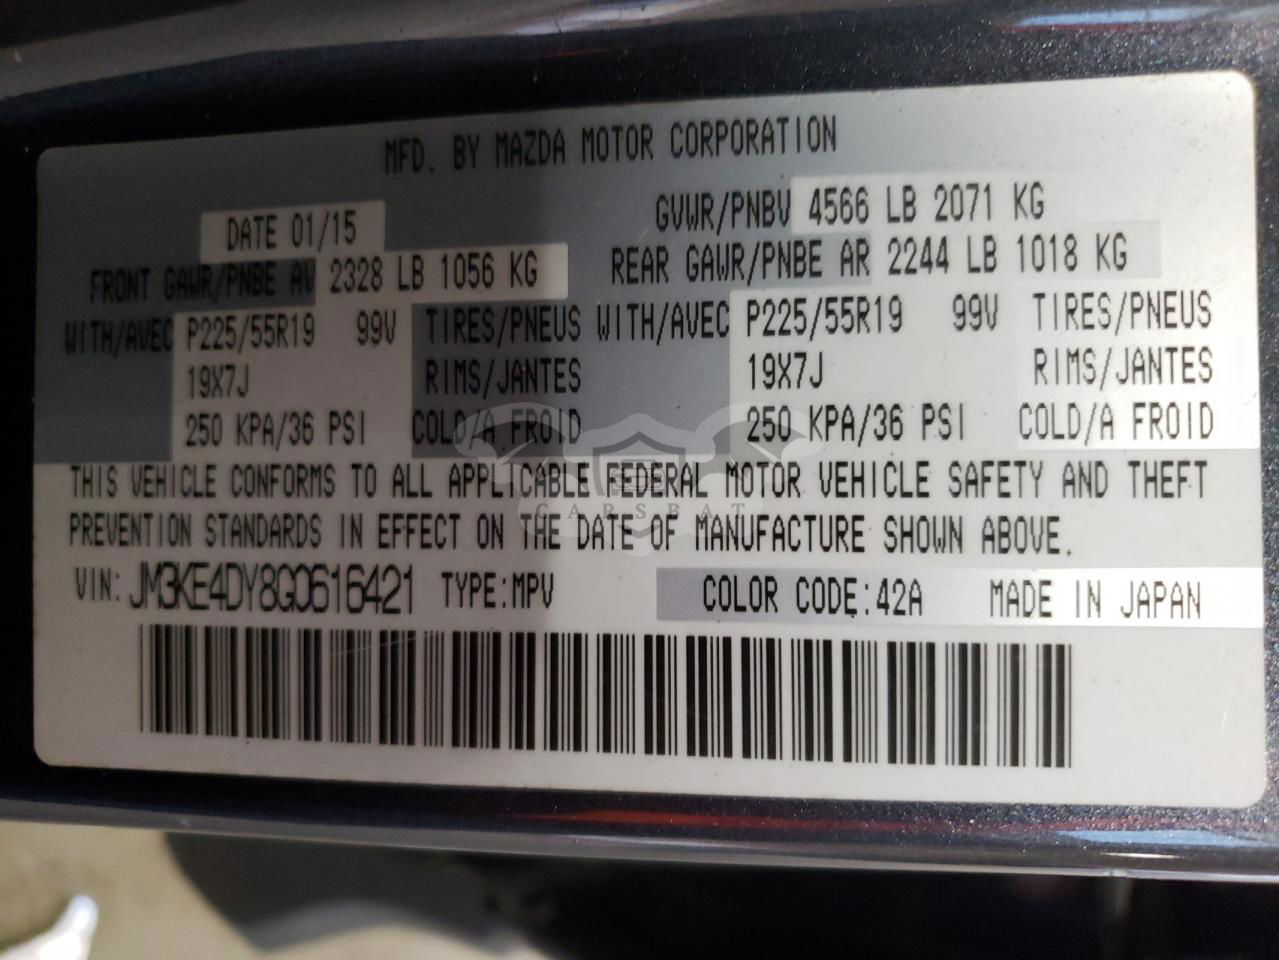 MFD. BY MAZDA MOTOR CORPORATION
DATE 01/15 GVWR/PNBV 4566 LB 2071 KG
FRONT GAWR/PNBE AV 2328 LB 1056 KG REAR GAWR/PNBE AR 2244 LB 1018 KG
WITH/AVEC P225/55R19 99V TIRES/PNEUS WITH/AVEC P225/55R19 99V TIRES/PNEUS
19X7J RIMS/JANTES 19X7J RIMS/JANTES
250 KPA/36 PSI COLD/A FROID 250 KPA/36 PSI COLD/A FROID
THIS VEHICLE CONFORMS TO ALL APPLICABLE FEDERAL MOTOR VEHICLE SAFETY AND THEFT
CARSBAT
PREVENTION STANDARDS IN EFFECT ON THE DATE OF MANUFACTURE SHOWN ABOVE.
VIN: JM3KE4DY8G0616421 TYPE:MPV COLOR CODE:42A MADE IN JAPAN